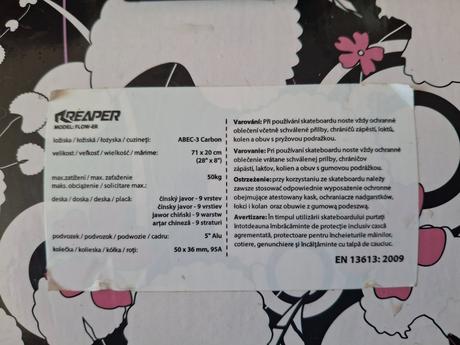 REAPER
MODEL: FLOW-ER
ložiska / ložiská / łożyska / cuzineți: ABEC-3 Carbon
velikost / veľkosť / wielkość / mărime: 71 x 20 cm
(28" x 8")
max.zatížení / max. zaťaženie 50kg
maks. obciążenie / solicitare max.:
deska / doska / deska / placă: čínský javor - 9 vrstev
čínsky javor - 9 vrstiev
jawor chiński - 9 warstw
arțar chineză - 9 straturi
podvozek / podvozok / podwozie / cadru: 5" Alu
kolečka / kolieska / kółka / roți: 50 x 36 mm, 95A
Varování: Při používání skateboardu noste vždy ochranné
oblečení včetně schválené přilby, chráničů zápěstí, loktů,
kolen a obuv s pryžovou podrážkou.
Varovanie: Pri používaní skateboardu noste vždy ochranné
oblečenie vrátane schválenej prilby, chráničov
zápästí, lakťov, kolien a obuv s gumovou podrážkou.
Ostrzeżenie: przy korzystaniu ze skateboardu należy
zawsze stosować odpowiednie wyposażenie ochronne
obejmujące atestowany kask, ochraniacze nadgarstków,
łokci i kolan oraz obuwie z gumową podeszwą.
Avertizare: În timpul utilizării skateboardului purtați
întotdeauna îmbrăcăminte de protecție inclusiv cască
agrementată, protectoare pentru încheieturile mâinilor,
cotiere, genunchiere și încălțăminte cu talpă de cauciuc.
EN 13613: 2009